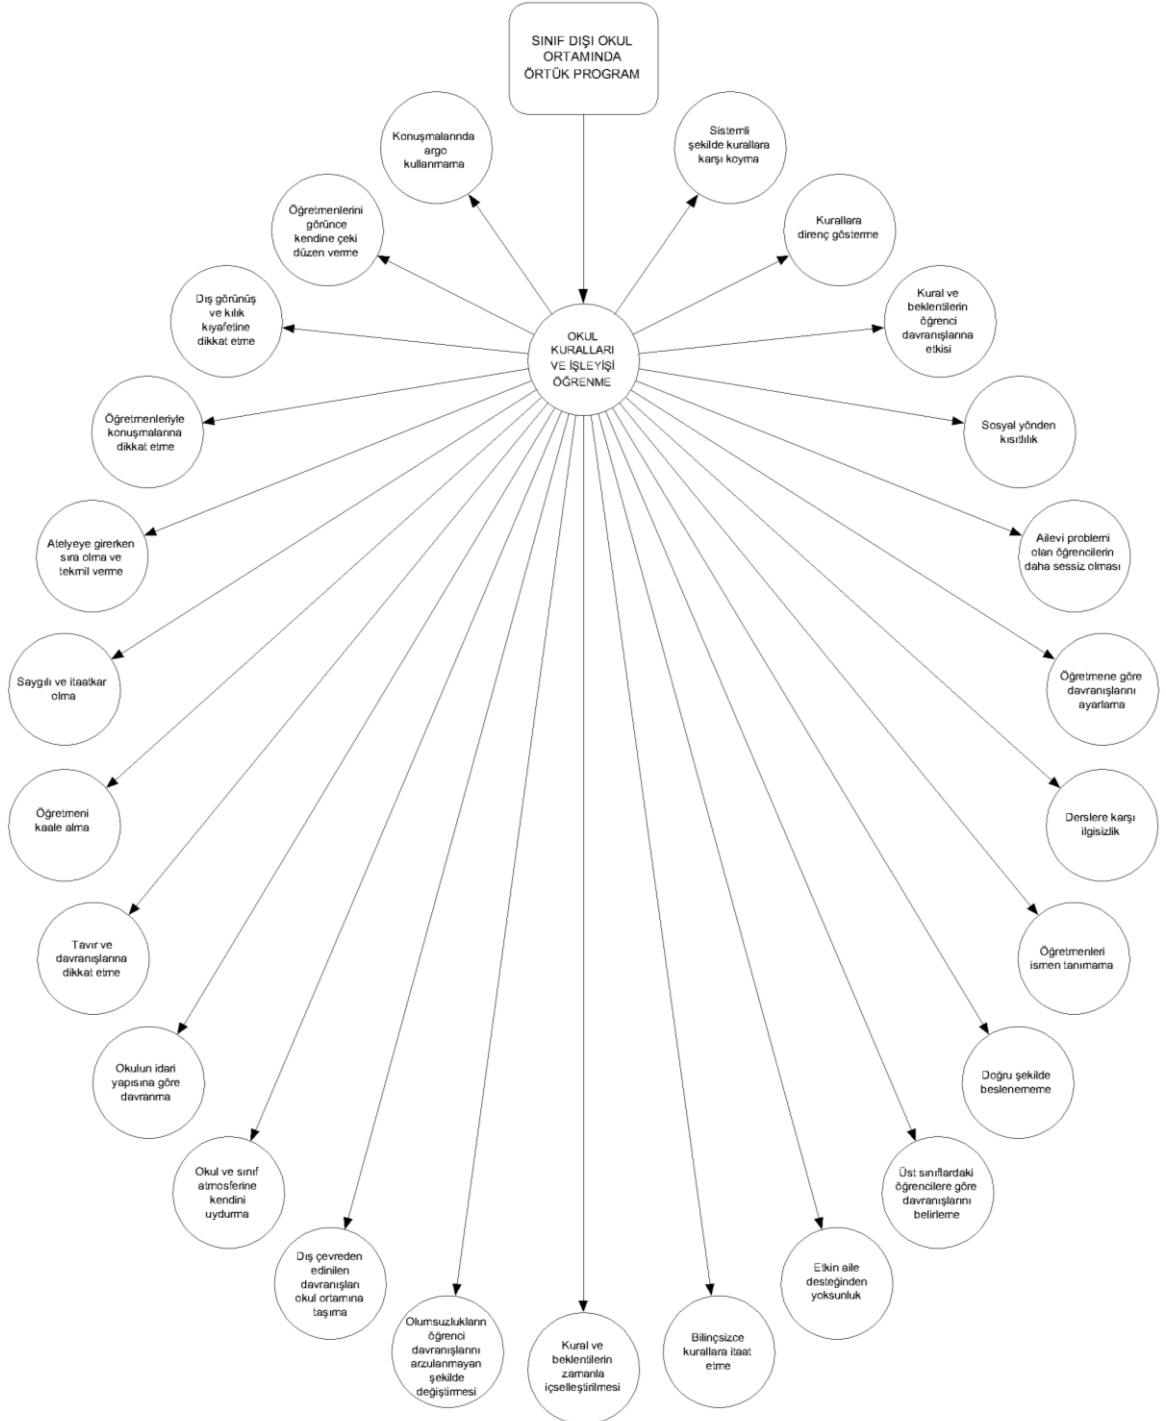 SINIF DIŞI OKUL
ORTAMINDA
ÖRTÜK PROGRAM
Konuşmalarında
argo
kullanmama
Sistemli
şekilde kurallara
karşı koyma
Öğretmenlerini
görünce
kendine çeki
düzen verme
Kurallara
direnç gösterme
Dış görünüş
ve kılık
kıyafetine
dikkat etme
OKUL
KURALLARI
VE İŞLEYİŞİ
ÖĞRENME
Kural ve
beklentilerin
öğrenci
davranışlarına
etkisi
Öğretmenleriyle
konuşmalarına
dikkat etme
Sosyal yönden
kısıtlılık
Atelyeye girerken
sıra olma ve
tekmil verme
Ailevi problemi
olan öğrencilerin
daha sessiz olması
Saygılı ve itaatkar
olma
Öğretmene göre
davranışlarını
ayarlama
Öğretmeni
kaale alma
Derslere karşı
ilgisizlik
Tavır ve
davranışlarına
dikkat etme
Öğretmenleri
ismen tanımama
Okulun idari
yapısına göre
davranma
Doğru şekilde
beslenememe
Okul ve sınıf
atmosferine
kendini
uydurma
Üst sınıflardaki
öğrencilere göre
davranışlarını
belirleme
Dış çevreden
edinilen
davranışları
okul ortamına
taşıma
Etkin aile
desteğinden
yoksunluk
Olumsuzlukların
öğrenci
davranışlarını
arzulanmayan
şekilde
değiştirmesi
Kural ve
beklentilerin
zamanla
içselleştirilmesi
Bilinçsizce
kurallara itaat
etme